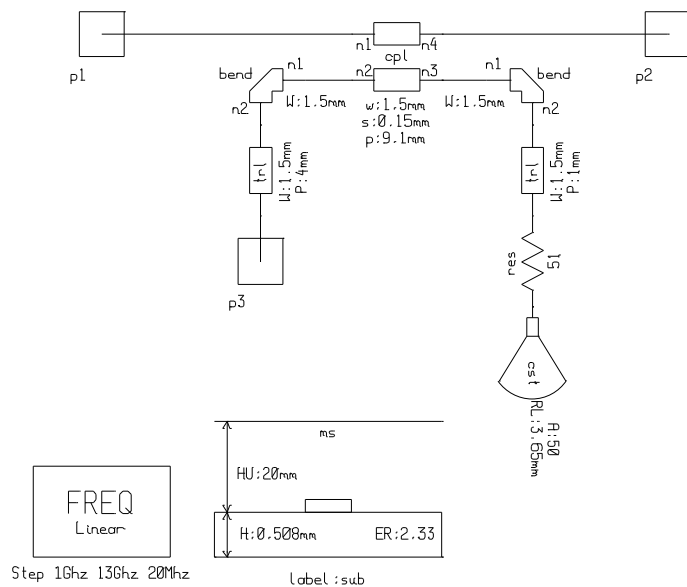 p1
n1
n4
cpl
p2
bend
n1
n2
n3
n1
bend
n2
W:1.5mm
w:1.5mm
s:0.15mm
p:9.1mm
W:1.5mm
n2
trl
W:1.5mm
P:4mm
trl
W:1.5mm
P:1mm
p3
res
51
cst
A:50
RL:3.65mm
ms
HU:20mm
FREQ
Linear
H:0.508mm
ER:2.33
Step 1Ghz 13Ghz 20Mhz
label:sub